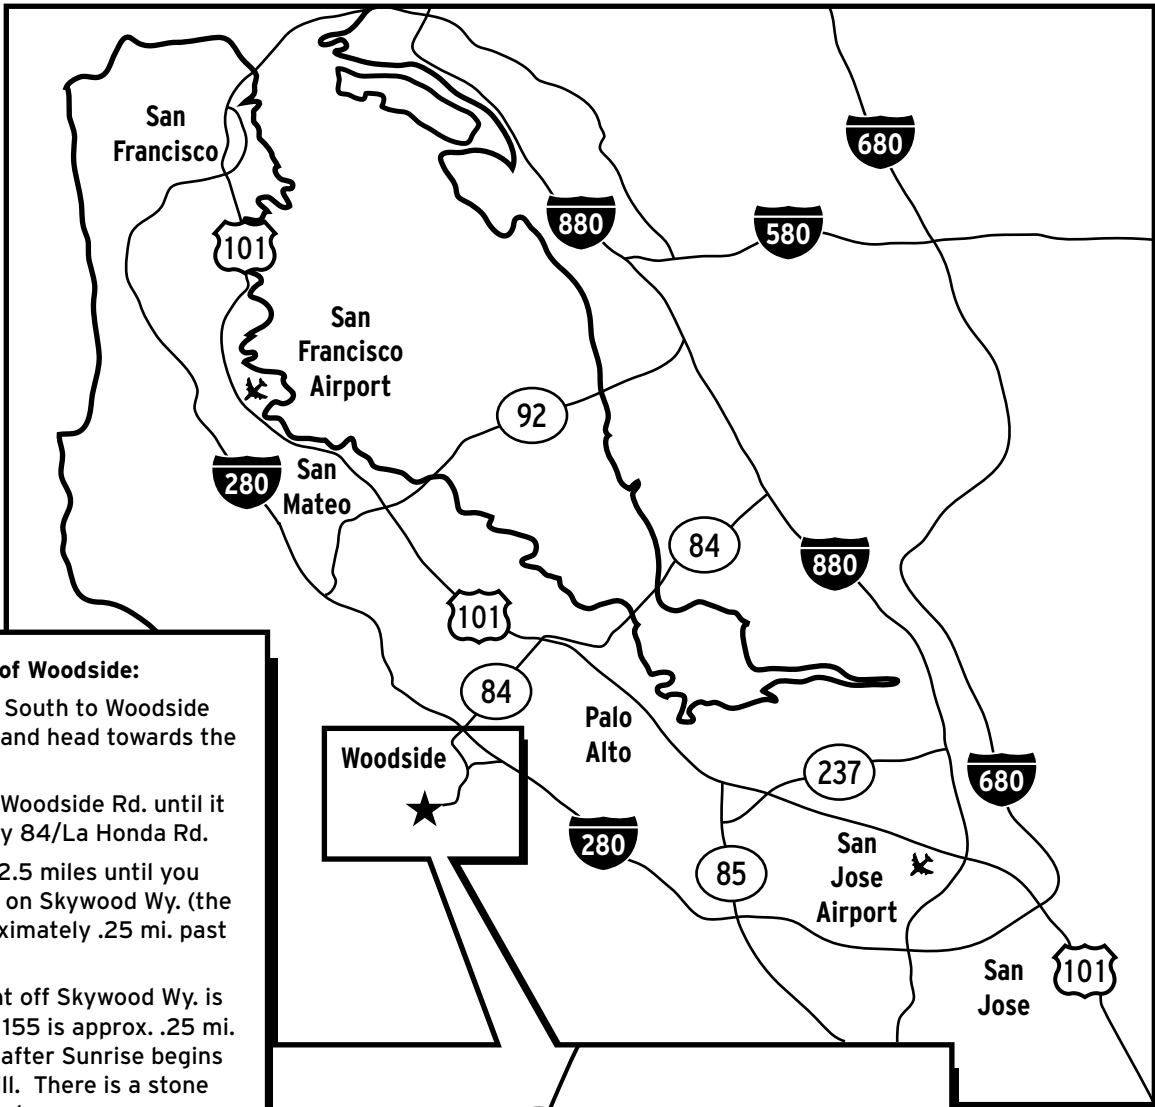 San
Francisco
101
San
Francisco
Airport
880
580
680
92
280
San
Mateo
84
880
101
84
Woodside
Palo
Alto
237
680
280
85
San
Jose
Airport
San
Jose
101
of Woodside:
South to Woodside
and head towards the
Woodside Rd. until it
y 84/La Honda Rd.
2.5 miles until you
on Skywood Wy. (the
ximately .25 mi. past
nt off Skywood Wy. is
155 is approx. .25 mi.
after Sunrise begins
ill. There is a stone